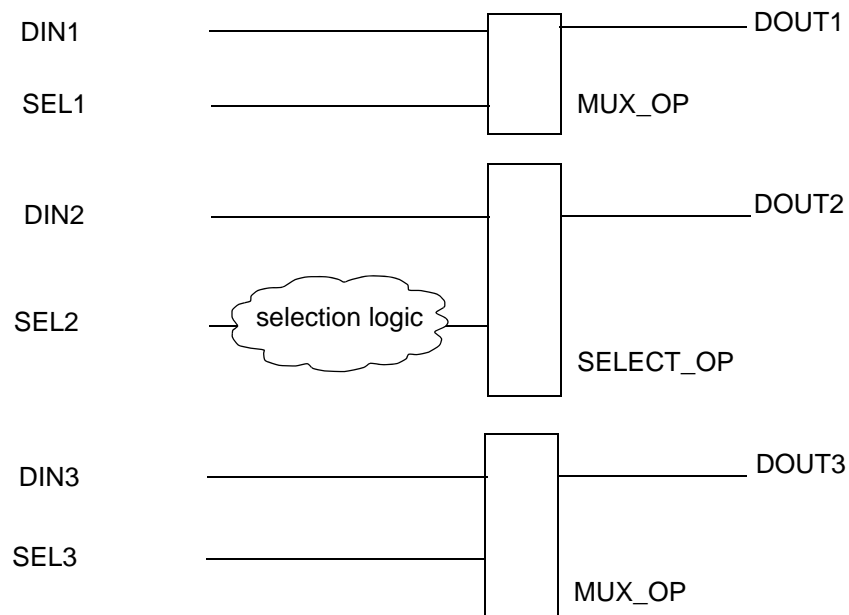 DIN1
DOUT1
SEL1
MUX_OP
DIN2
DOUT2
SEL2
selection logic
SELECT_OP
DIN3
DOUT3
SEL3
MUX_OP